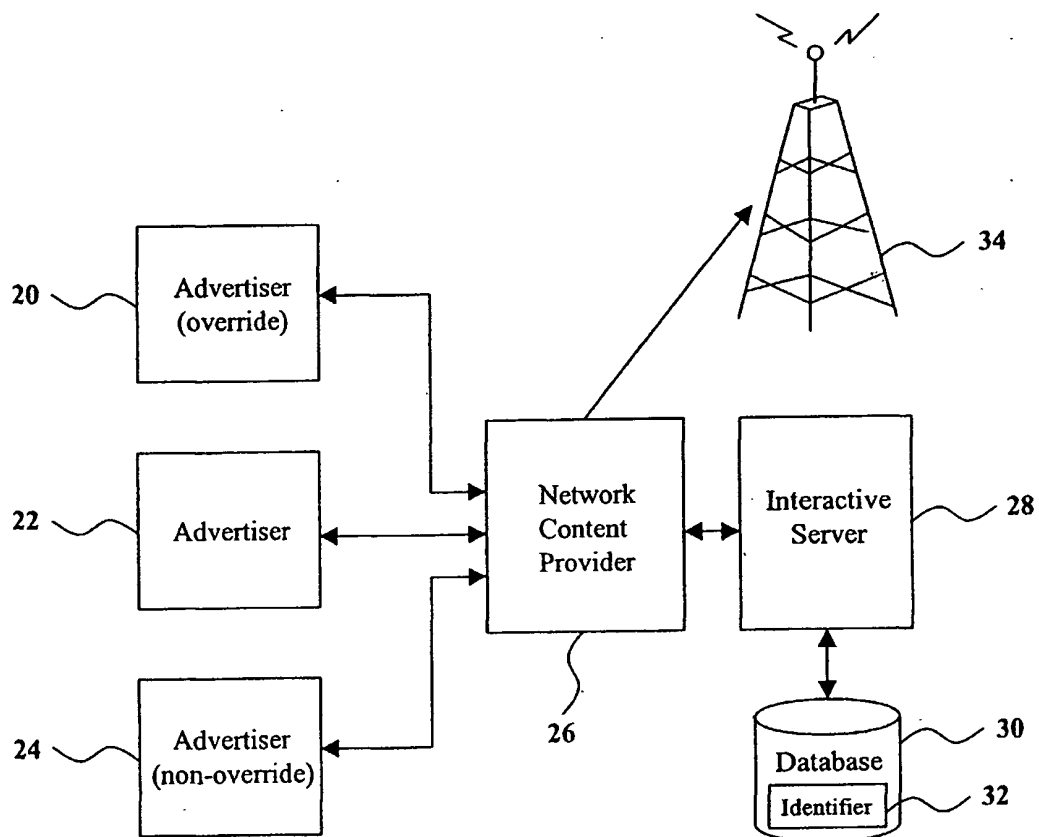 34
20
Advertiser
(override)
22
Advertiser
24
Advertiser
(non-override)
Network
Content
Provider
26
Interactive
Server
28
30
Database
Identifier
32